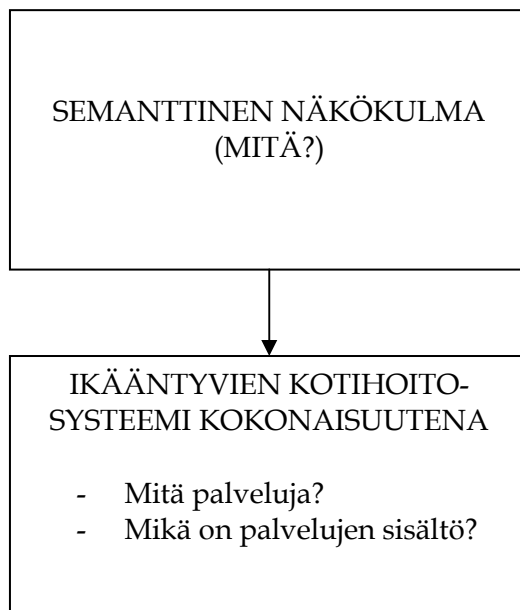 SEMANTTINEN NÄKÖKULMA
(MITÄ?)
IKÄÄNTYVIEN KOTIHOITO-
SYSTEEMI KOKONAISUUTENA
- Mitä palveluja?
- Mikä on palvelujen sisältö?